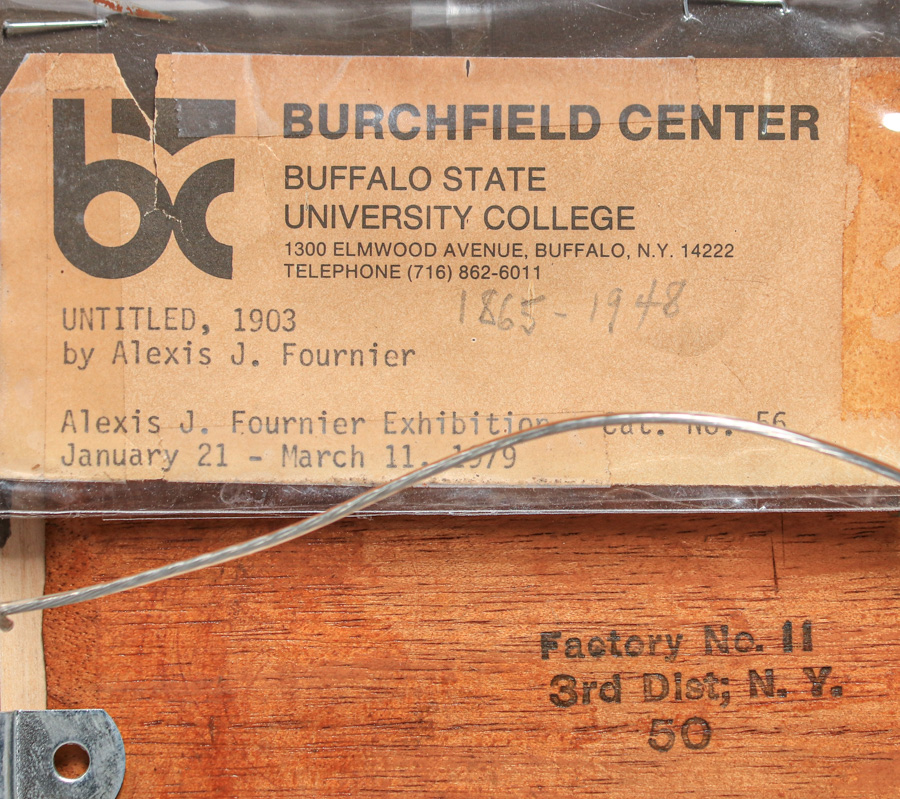 bc
BURCHFIELD CENTER
BUFFALO STATE
UNIVERSITY COLLEGE
1300 ELMWOOD AVENUE, BUFFALO, N.Y. 14222
TELEPHONE (716) 862-6011
1865-1948
UNTITLED, 1903
by Alexis J. Fournier
Alexis J. Fournier Exhibition Cat. No. 56
January 21 - March 11, 1979
Factory No. 11
3rd Dist; N. Y.
50